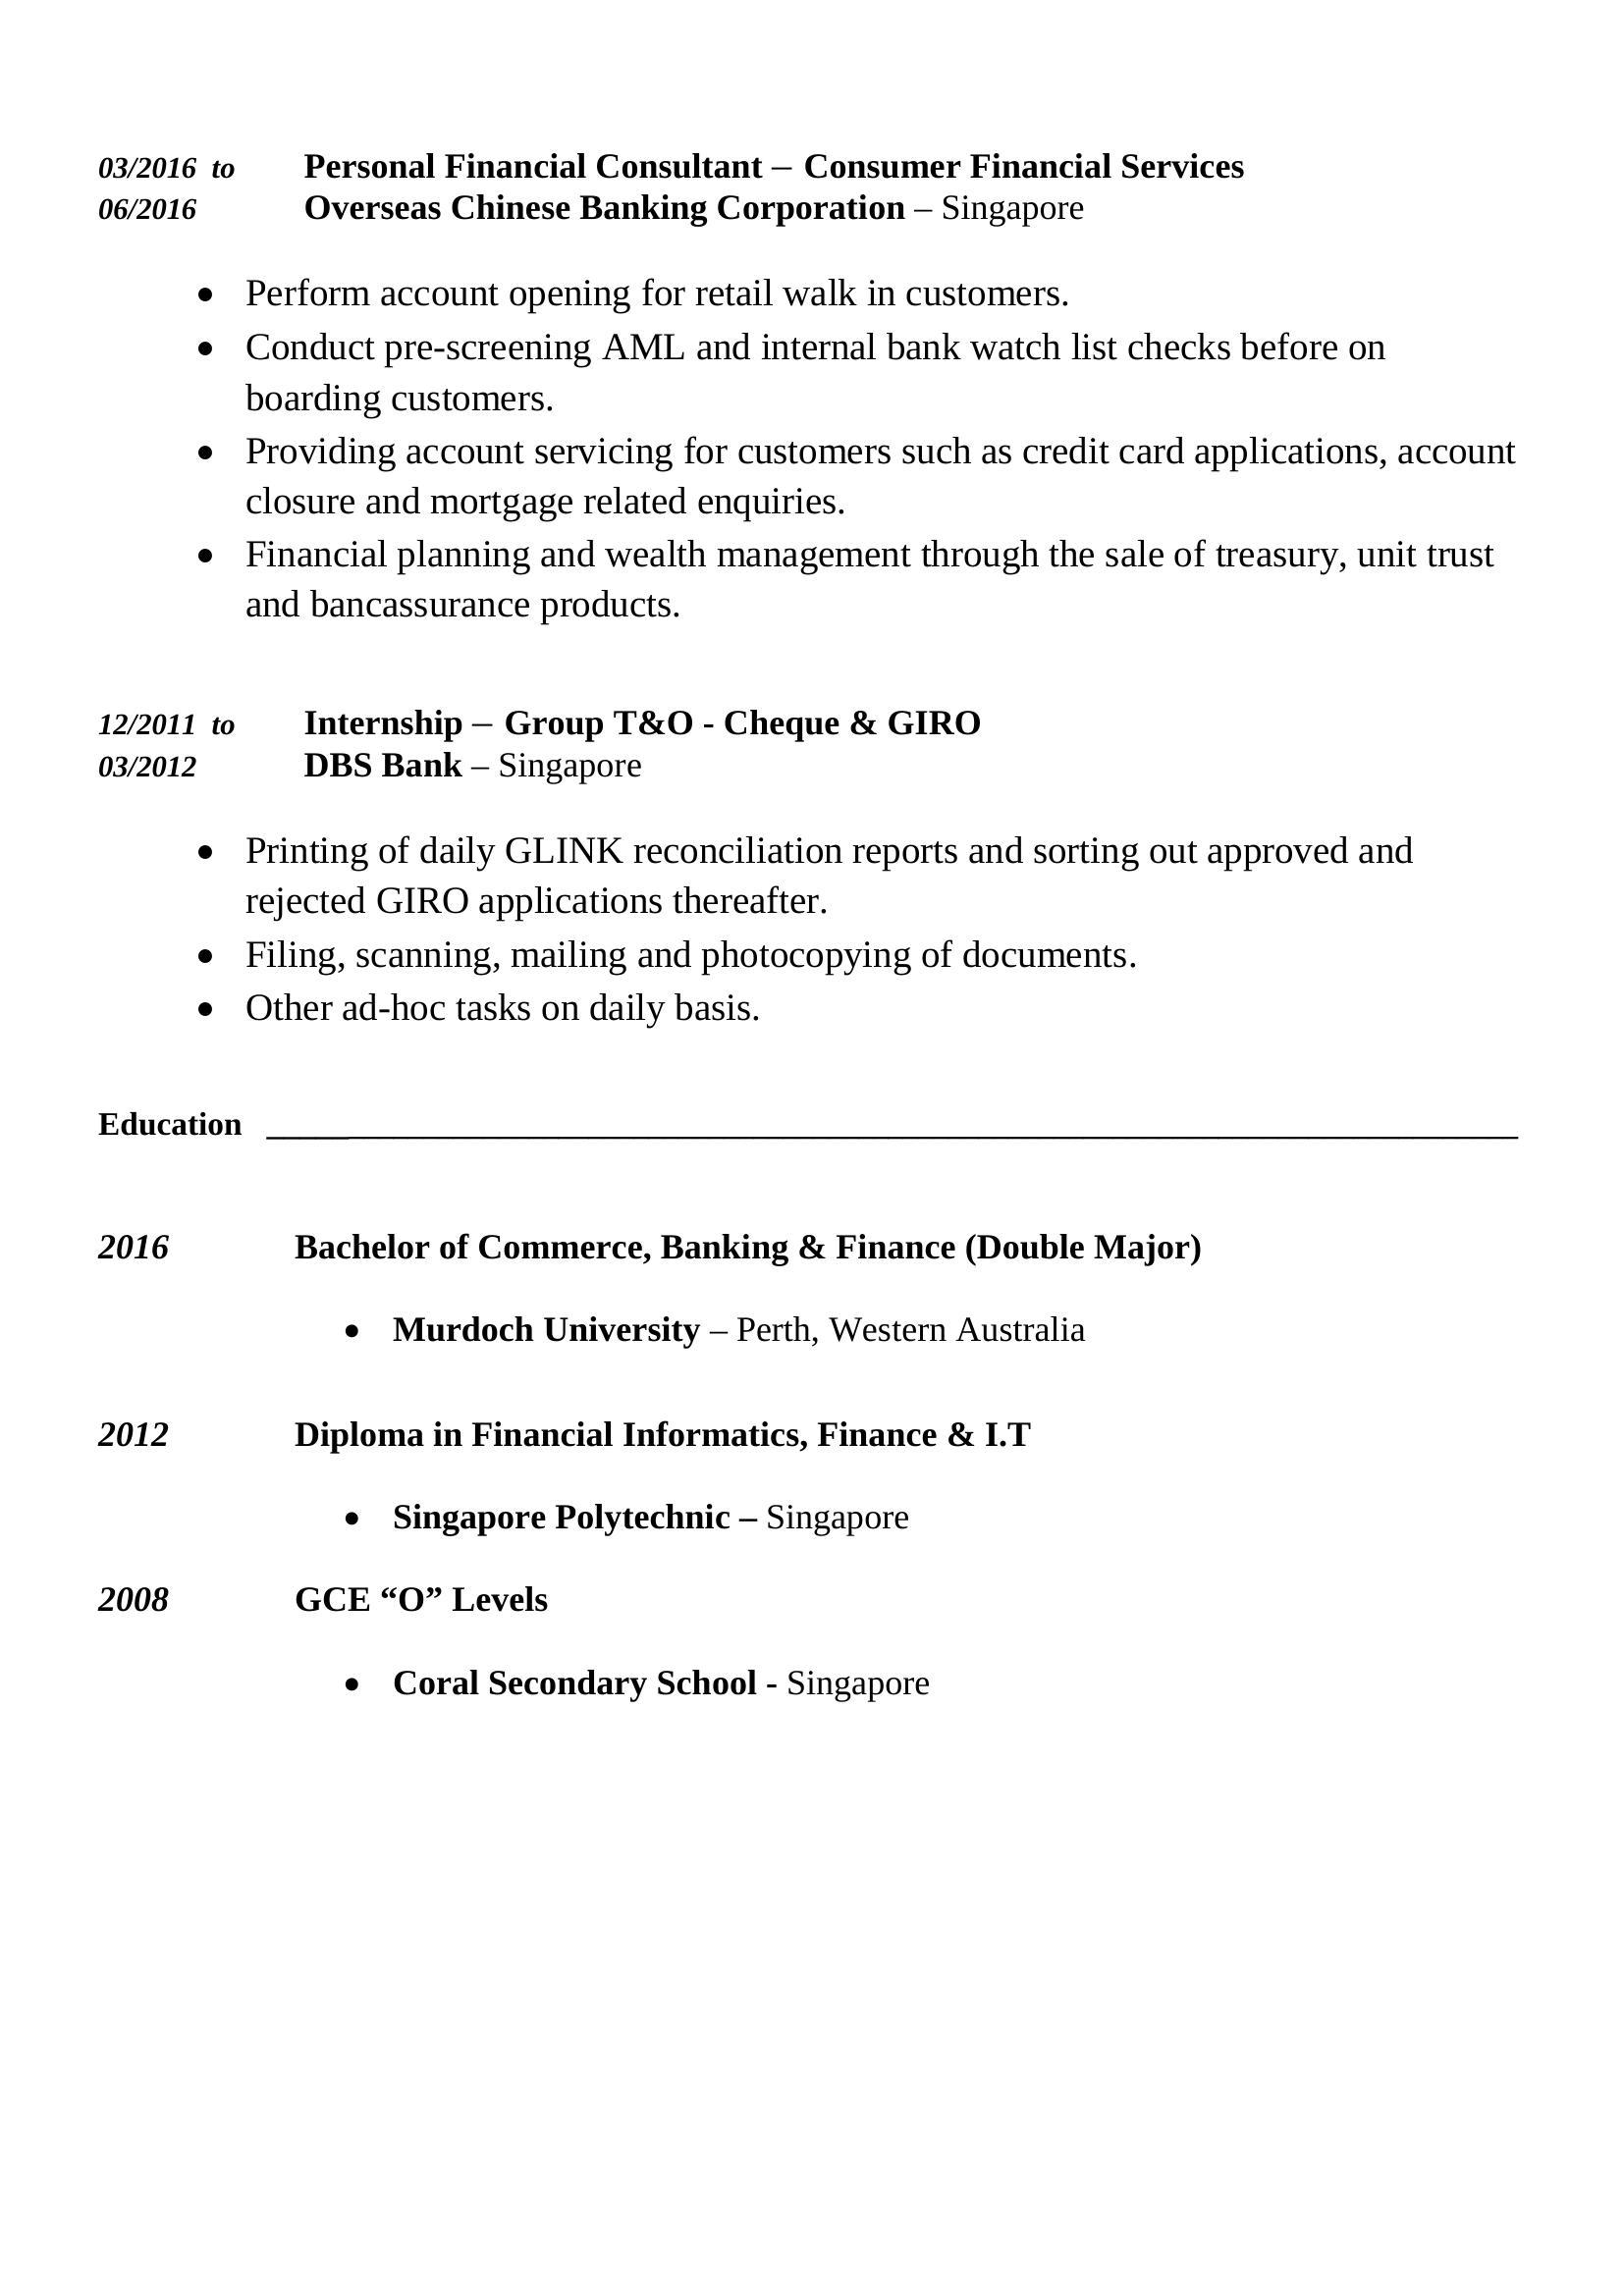 03/2016 to Personal Financial Consultant – Consumer Financial Services
06/2016 Overseas Chinese Banking Corporation – Singapore
• Perform account opening for retail walk in customers.
• Conduct pre-screening AML and internal bank watch list checks before on
boarding customers.
• Providing account servicing for customers such as credit card applications, account
closure and mortgage related enquiries.
• Financial planning and wealth management through the sale of treasury, unit trust
and bancassurance products.
12/2011 to Internship – Group T&O - Cheque & GIRO
03/2012 DBS Bank – Singapore
• Printing of daily GLINK reconciliation reports and sorting out approved and
rejected GIRO applications thereafter.
• Filing, scanning, mailing and photocopying of documents.
• Other ad-hoc tasks on daily basis.
Education
2016 Bachelor of Commerce, Banking & Finance (Double Major)
• Murdoch University – Perth, Western Australia
2012 Diploma in Financial Informatics, Finance & I.T
• Singapore Polytechnic – Singapore
2008 GCE “O” Levels
• Coral Secondary School - Singapore